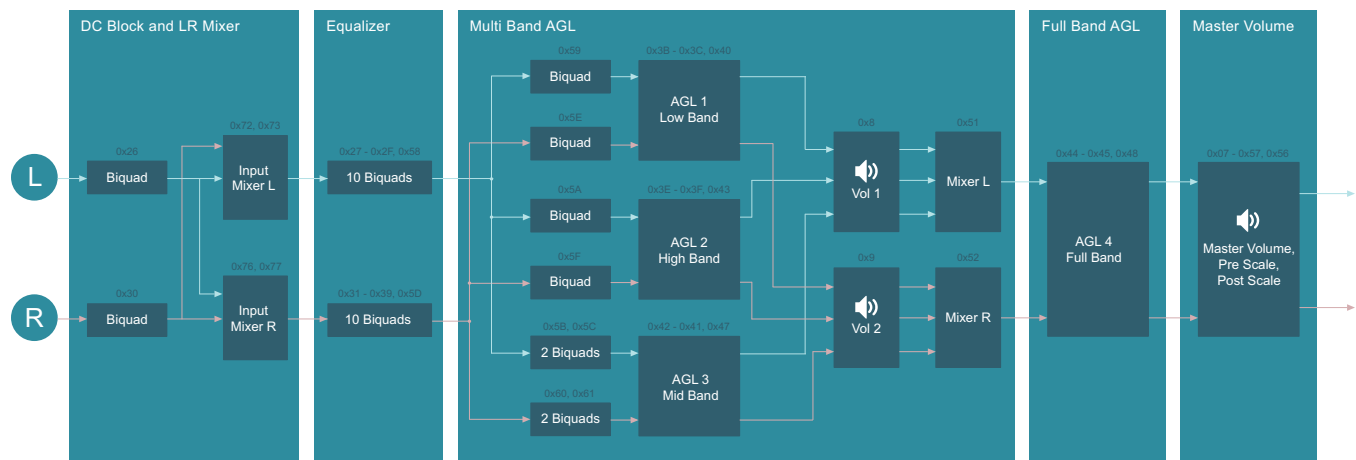 DC Block and LR Mixer
Equalizer
Multi Band AGL
Full Band AGL
Master Volume
L
R
0x26
Biquad
0x30
Biquad
0x72, 0x73
Input
Mixer L
0x76, 0x77
Input
Mixer R
0x27 - 0x2F, 0x58
10 Biquads
0x31 - 0x39, 0x5D
10 Biquads
0x59
Biquad
0x5E
Biquad
0x5A
Biquad
0x5F
Biquad
0x5B, 0x5C
2 Biquads
0x60, 0x61
2 Biquads
0x3B - 0x3C, 0x40
AGL 1
Low Band
0x3E - 0x3F, 0x43
AGL 2
High Band
0x42 - 0x41, 0x47
AGL 3
Mid Band
0x8
Vol 1
0x9
Vol 2
0x51
Mixer L
0x52
Mixer R
0x44 - 0x45, 0x48
AGL 4
Full Band
0x07 - 0x57, 0x56
Master Volume,
Pre Scale,
Post Scale